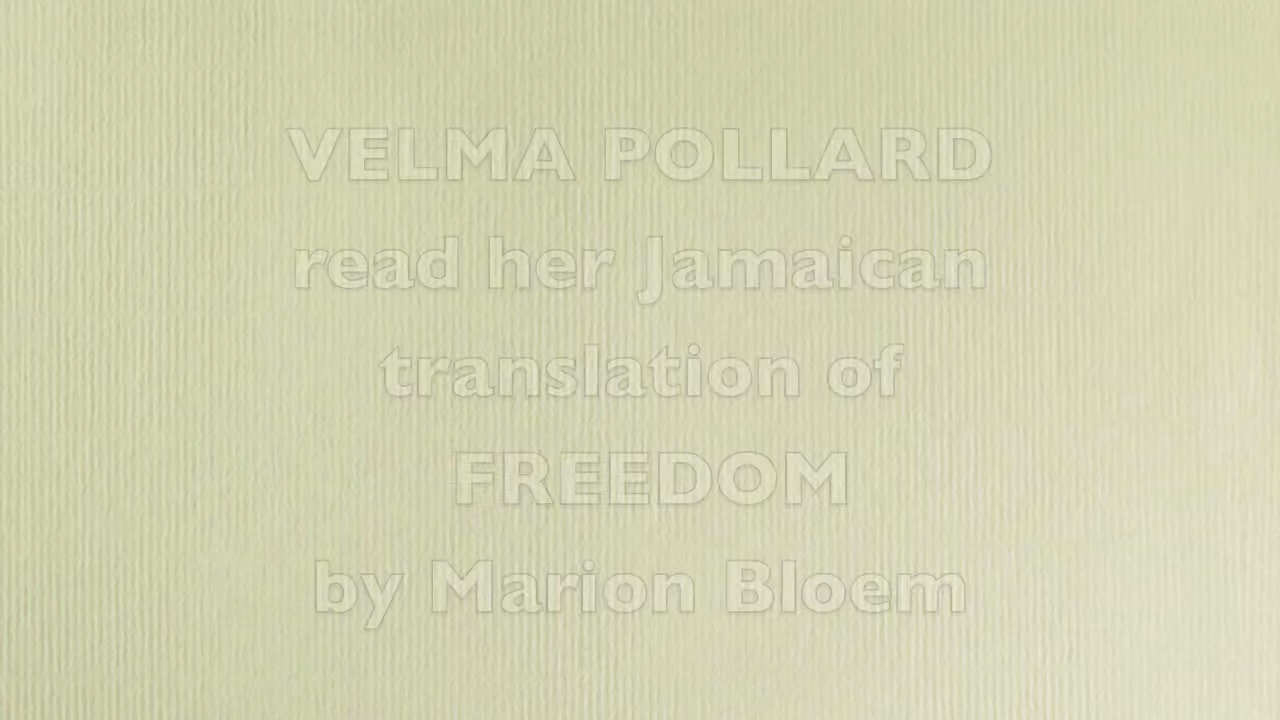 VELMA POLLARD
read her Jamaican
translation of
FREEDOM
by Marion Bloem